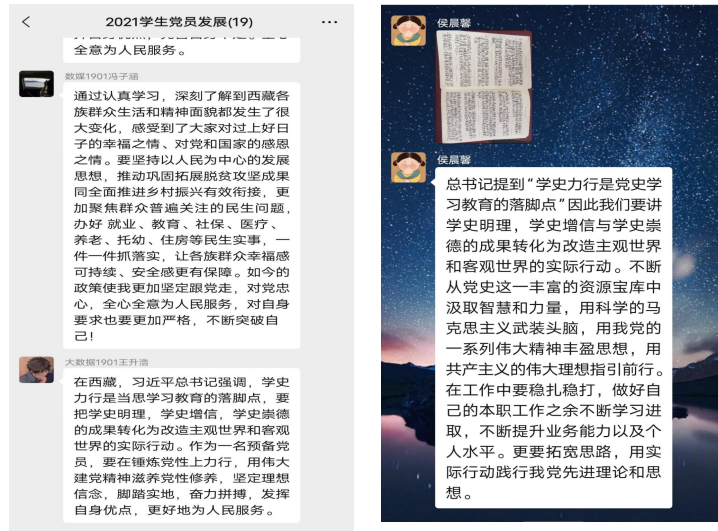 2021学生党员发展(19)
全意为人民服务。
数媒1901冯子涵
通过认真学习，深刻了解到西藏各
族群众生活和精神面貌都发生了很
大变化，感受到了大家对过上好日
子的幸福之情、对党和国家的感恩
之情。要坚持以人民为中心的发展
思想，推动巩固拓展脱贫攻坚成果
同全面推进乡村振兴有效衔接，更
加聚焦群众普遍关注的民生问题，
办好 就业、教育、社保、医疗、
养老、托幼、住房等民生实事，一
件一件抓落实，让各族群众幸福感
可持续、安全感更有保障。如今的
政策使我更加坚定跟党走，对党忠
心，全心全意为人民服务，对自身
要求也要更加严格，不断突破自
己！
大数据1901王升浩
在西藏，习近平总书记强调，学史
力行是当思学习教育的落脚点，要
把学史明理，学史增信，学史崇德
的成果转化为改造主观世界和客观
世界的实际行动。作为一名预备党
员，要在锤炼党性上力行，用伟大
建党精神滋养党性修养，坚定理想
信念，脚踏实地，奋力拼搏，发挥
自身优点，更好地为人民服务。
侯晨馨
侯晨馨
总书记提到“学史力行是党史学
习教育的落脚点”因此我们要讲
学史明理，学史增信与学史崇
德的成果转化为改造主观世界
和客观世界的实际行动。不断
从党史这一丰富的资源宝库中
汲取智慧和力量，用科学的马
克思主义武装头脑，用我党的
一系列伟大精神丰盈思想，用
共产主义的伟大理想指引前行。
在工作中要稳扎稳打，做好自
己的本职工作之余不断学习进
取，不断提升业务能力以及个
人水平。更要拓宽思路，用实
际行动践行我党先进理论和思
想。